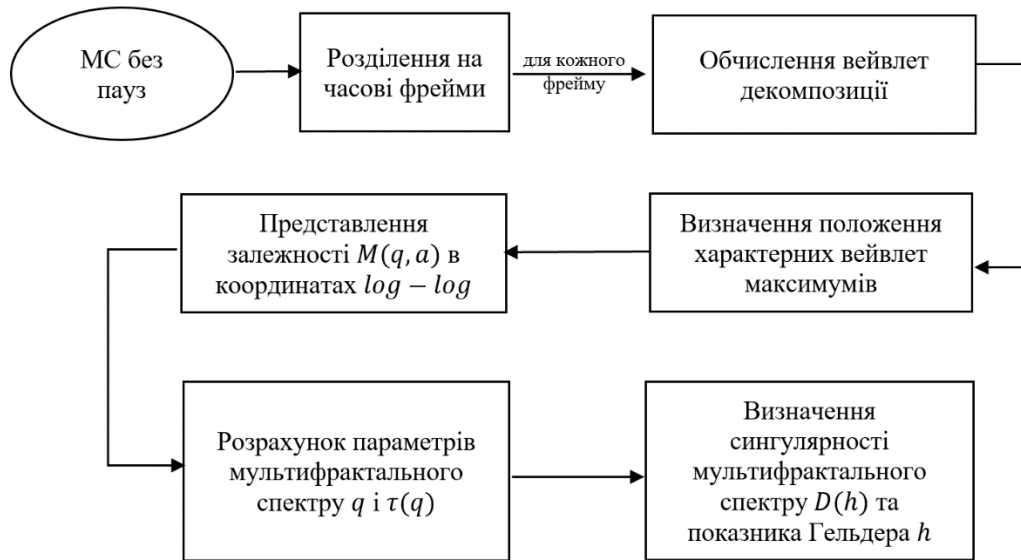 МС без
пауз
Розділення на
часові фрейми
для кожного
фрейму
Обчислення вейвлет
декомпозиції
Визначення положення
характерних вейвлет
максимумів
Представлення
залежності M(q, a) в
координатах log − log
Розрахунок параметрів
мультифрактального
спектру q і τ(q)
Визначення
сингулярності
мультифрактального
спектру D(h) та
показника Гельдера h